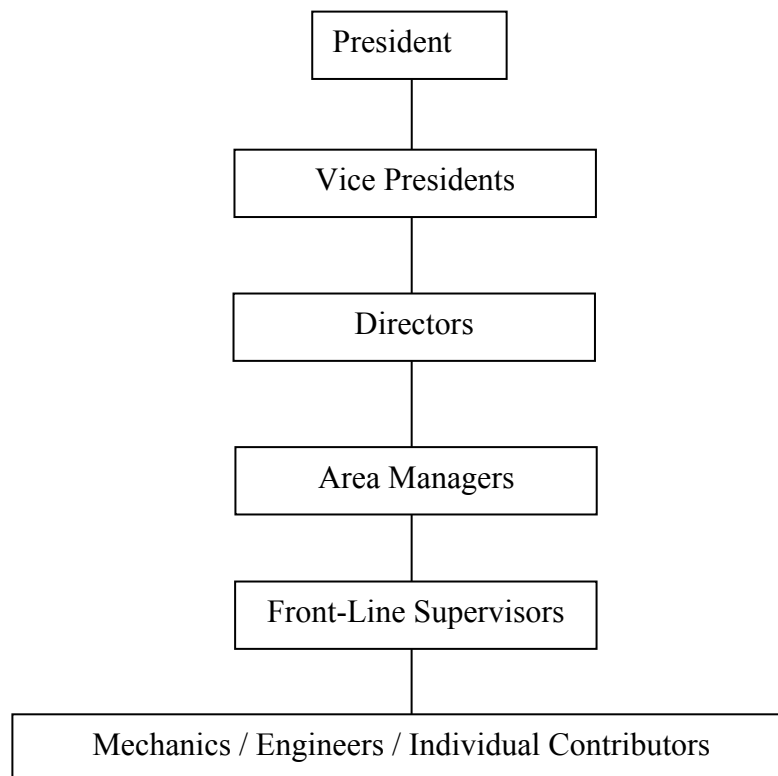 President
Vice Presidents
Directors
Area Managers
Front-Line Supervisors
Mechanics / Engineers / Individual Contributors